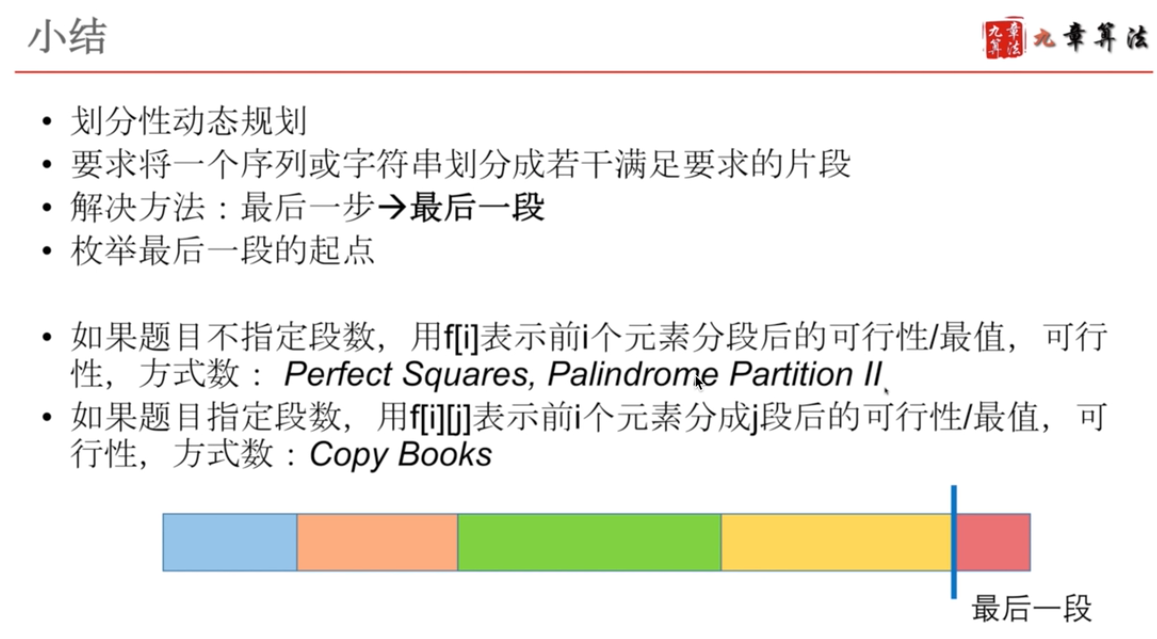 小结
九章算法
九章算法
• 划分性动态规划
• 要求将一个序列或字符串划分成若干满足要求的片段
• 解决方法：最后一步→最后一段
• 枚举最后一段的起点
• 如果题目不指定段数，用f[i]表示前i个元素分段后的可行性/最值，可行
性，方式数：Perfect Squares, Palindrome Partition II
• 如果题目指定段数，用f[i][j]表示前i个元素分成j段后的可行性/最值，可
行性，方式数：Copy Books
最后一段